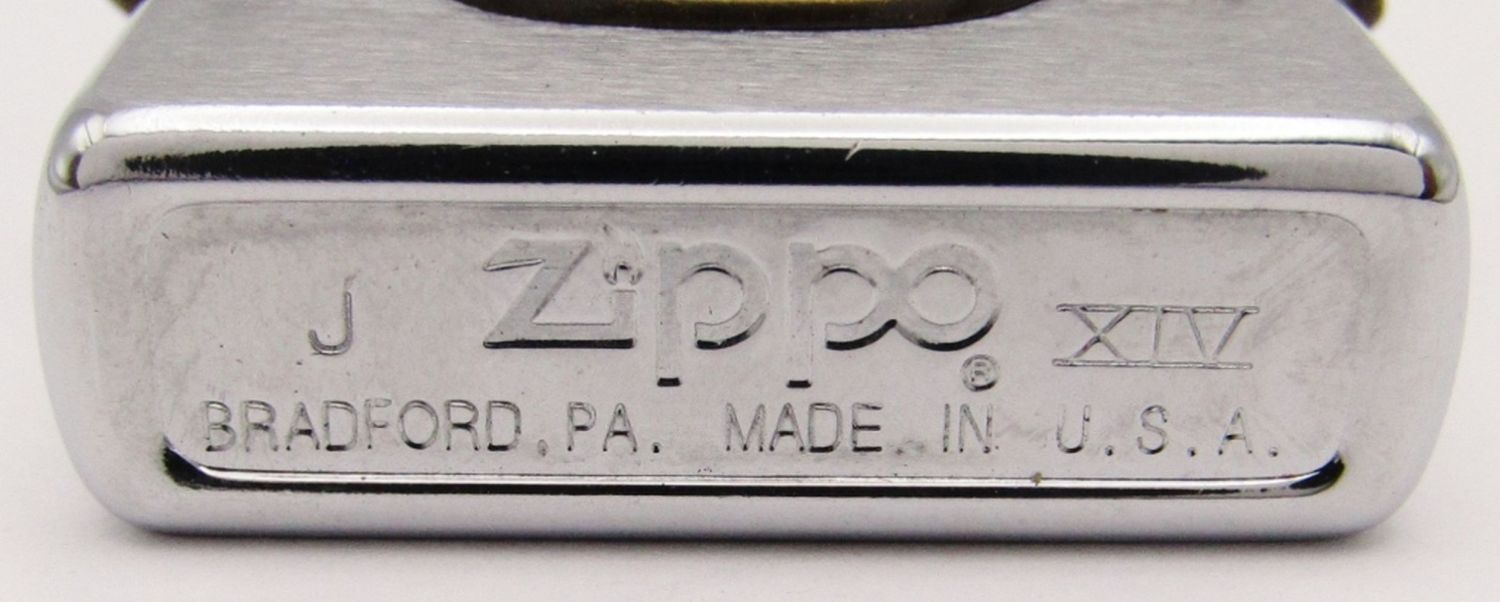 J Zippo® XIV
BRADFORD, PA. MADE IN U.S.A.